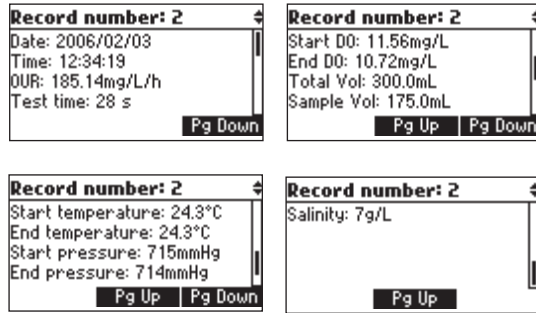 Record number: 2
Date: 2006/02/03
Time: 12:34:19
OUR: 185.14mg/L/h
Test time: 28 s
Pg Down
Record number: 2
Start DO: 11.56mg/L
End DO: 10.72mg/L
Total Vol: 300.0mL
Sample Vol: 175.0mL
Pg Up Pg Down
Record number: 2
Start temperature: 24.3°C
End temperature: 24.3°C
Start pressure: 715mmHg
End pressure: 714mmHg
Pg Up Pg Down
Record number: 2
Salinity: 7g/L
Pg Up